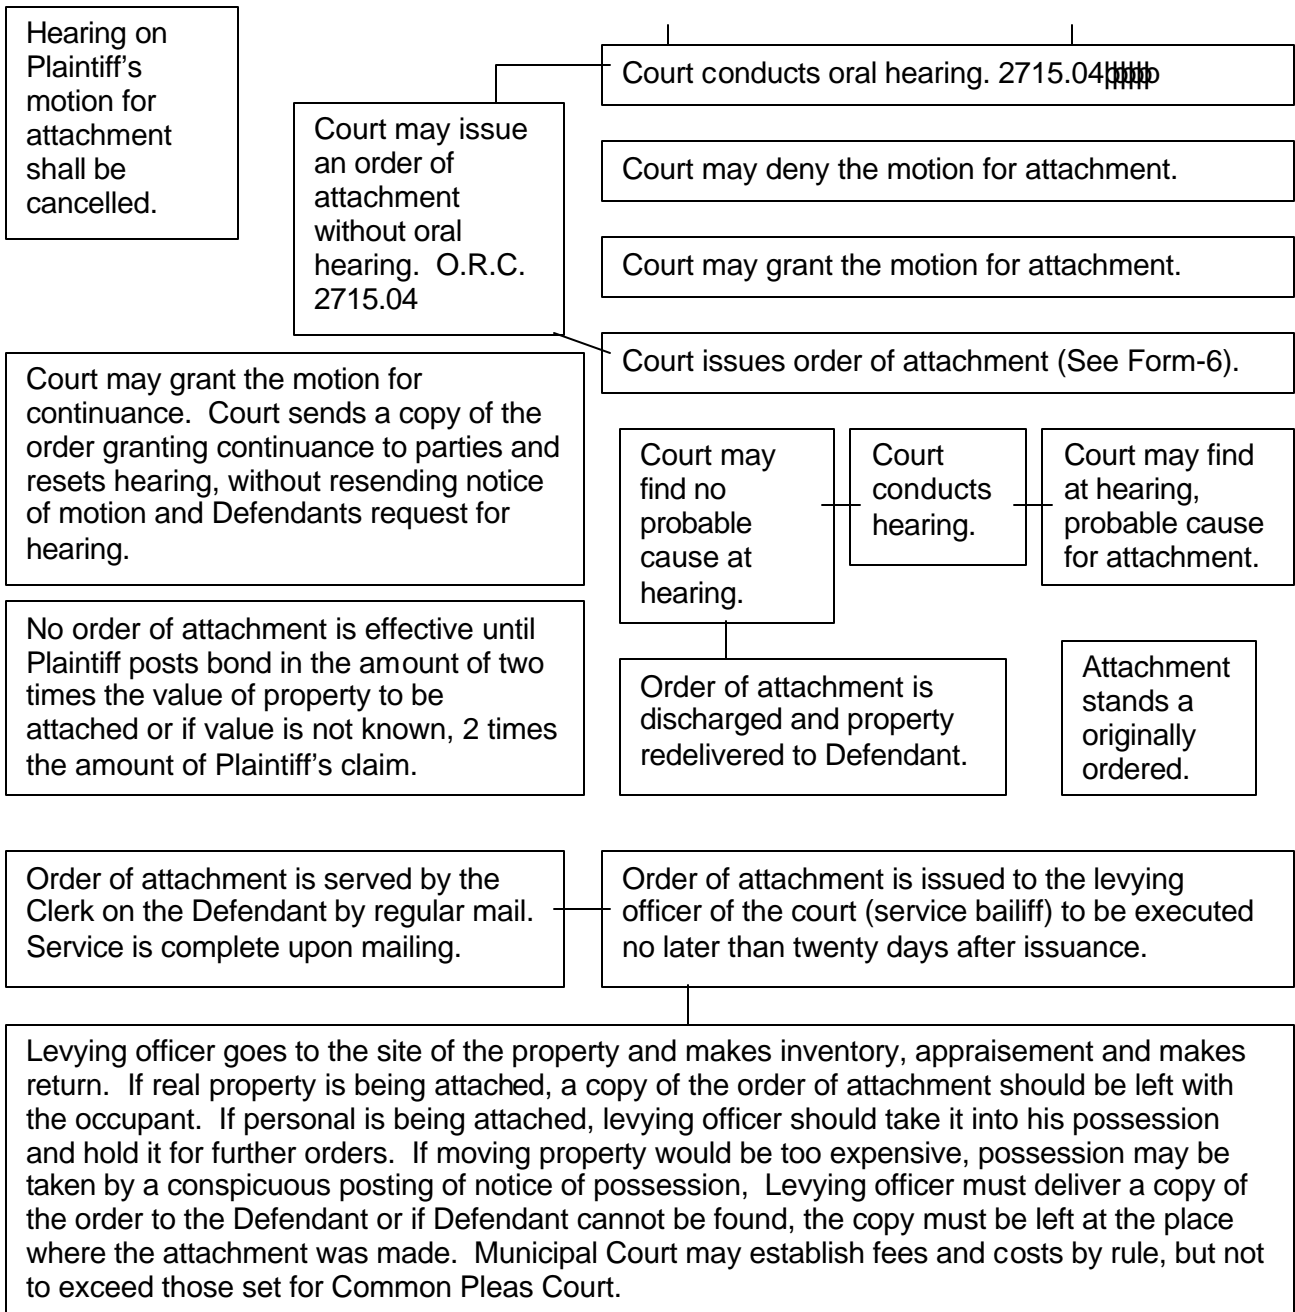 Hearing on
Plaintiff’s
motion for
attachment
shall be
cancelled.
Court conducts oral hearing. 2715.04
Court may issue
an order of
attachment
without oral
hearing.  O.R.C.
2715.04
Court may deny the motion for attachment.
Court may grant the motion for attachment.
Court issues order of attachment (See Form-6).
Court may grant the motion for
continuance.  Court sends a copy of the
order granting continuance to parties and
resets hearing, without resending notice
of motion and Defendants request for
hearing.
Court may
find no
probable
cause at
hearing.
Court
conducts
hearing.
Court may find
at hearing,
probable cause
for attachment.
No order of attachment is effective until
Plaintiff posts bond in the amount of two
times the value of property to be
attached or if value is not known, 2 times
the amount of Plaintiff’s claim.
Order of attachment is
discharged and property
redelivered to Defendant.
Attachment
stands a
originally
ordered.
Order of attachment is served by the
Clerk on the Defendant by regular mail.
Service is complete upon mailing.
Order of attachment is issued to the levying
officer of the court (service bailiff) to be executed
no later than twenty days after issuance.
Levying officer goes to the site of the property and makes inventory, appraisement and makes
return.  If real property is being attached, a copy of the order of attachment should be left with
the occupant.  If personal is being attached, levying officer should take it into his possession
and hold it for further orders.  If moving property would be too expensive, possession may be
taken by a conspicuous posting of notice of possession,  Levying officer must deliver a copy of
the order to the Defendant or if Defendant cannot be found, the copy must be left at the place
where the attachment was made.  Municipal Court may establish fees and costs by rule, but not
to exceed those set for Common Pleas Court.